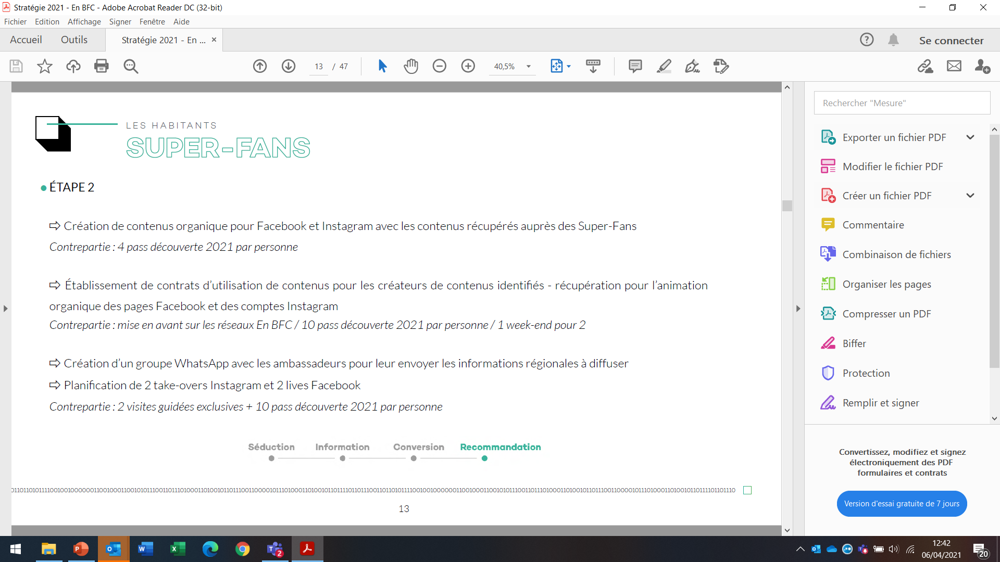 Stratégie 2021 - En BFC - Adobe Acrobat Reader DC (32-bit)
Fichier Edition Affichage Signer Fenêtre Aide
Accueil Outils Stratégie 2021 - En ... × Se connecter
13 / 47 40,5%
LES HABITANTS
SUPER-FANS
ÉTAPE 2
⇨ Création de contenus organique pour Facebook et Instagram avec les contenus récupérés auprès des Super-Fans
Contrepartie : 4 pass découverte 2021 par personne
⇨ Établissement de contrats d’utilisation de contenus pour les créateurs de contenus identifiés - récupération pour l’animation
organique des pages Facebook et des comptes Instagram
Contrepartie : mise en avant sur les réseaux En BFC / 10 pass découverte 2021 par personne / 1 week-end pour 2
⇨ Création d’un groupe WhatsApp avec les ambassadeurs pour leur envoyer les informations régionales à diffuser
⇨ Planification de 2 take-overs Instagram et 2 lives Facebook
Contrepartie : 2 visites guidées exclusives + 10 pass découverte 2021 par personne
Séduction Information Conversion Recommandation
13
Rechercher "Mesure"
Exporter un fichier PDF
Modifier le fichier PDF
Créer un fichier PDF
Commentaire
Combinaison de fichiers
Organiser les pages
Compresser un PDF
Biffer
Protection
Remplir et signer
Convertissez, modifiez et signez
électroniquement des PDF
formulaires et contrats
Version d'essai gratuite de 7 jours
12:42
06/04/2021
20
2